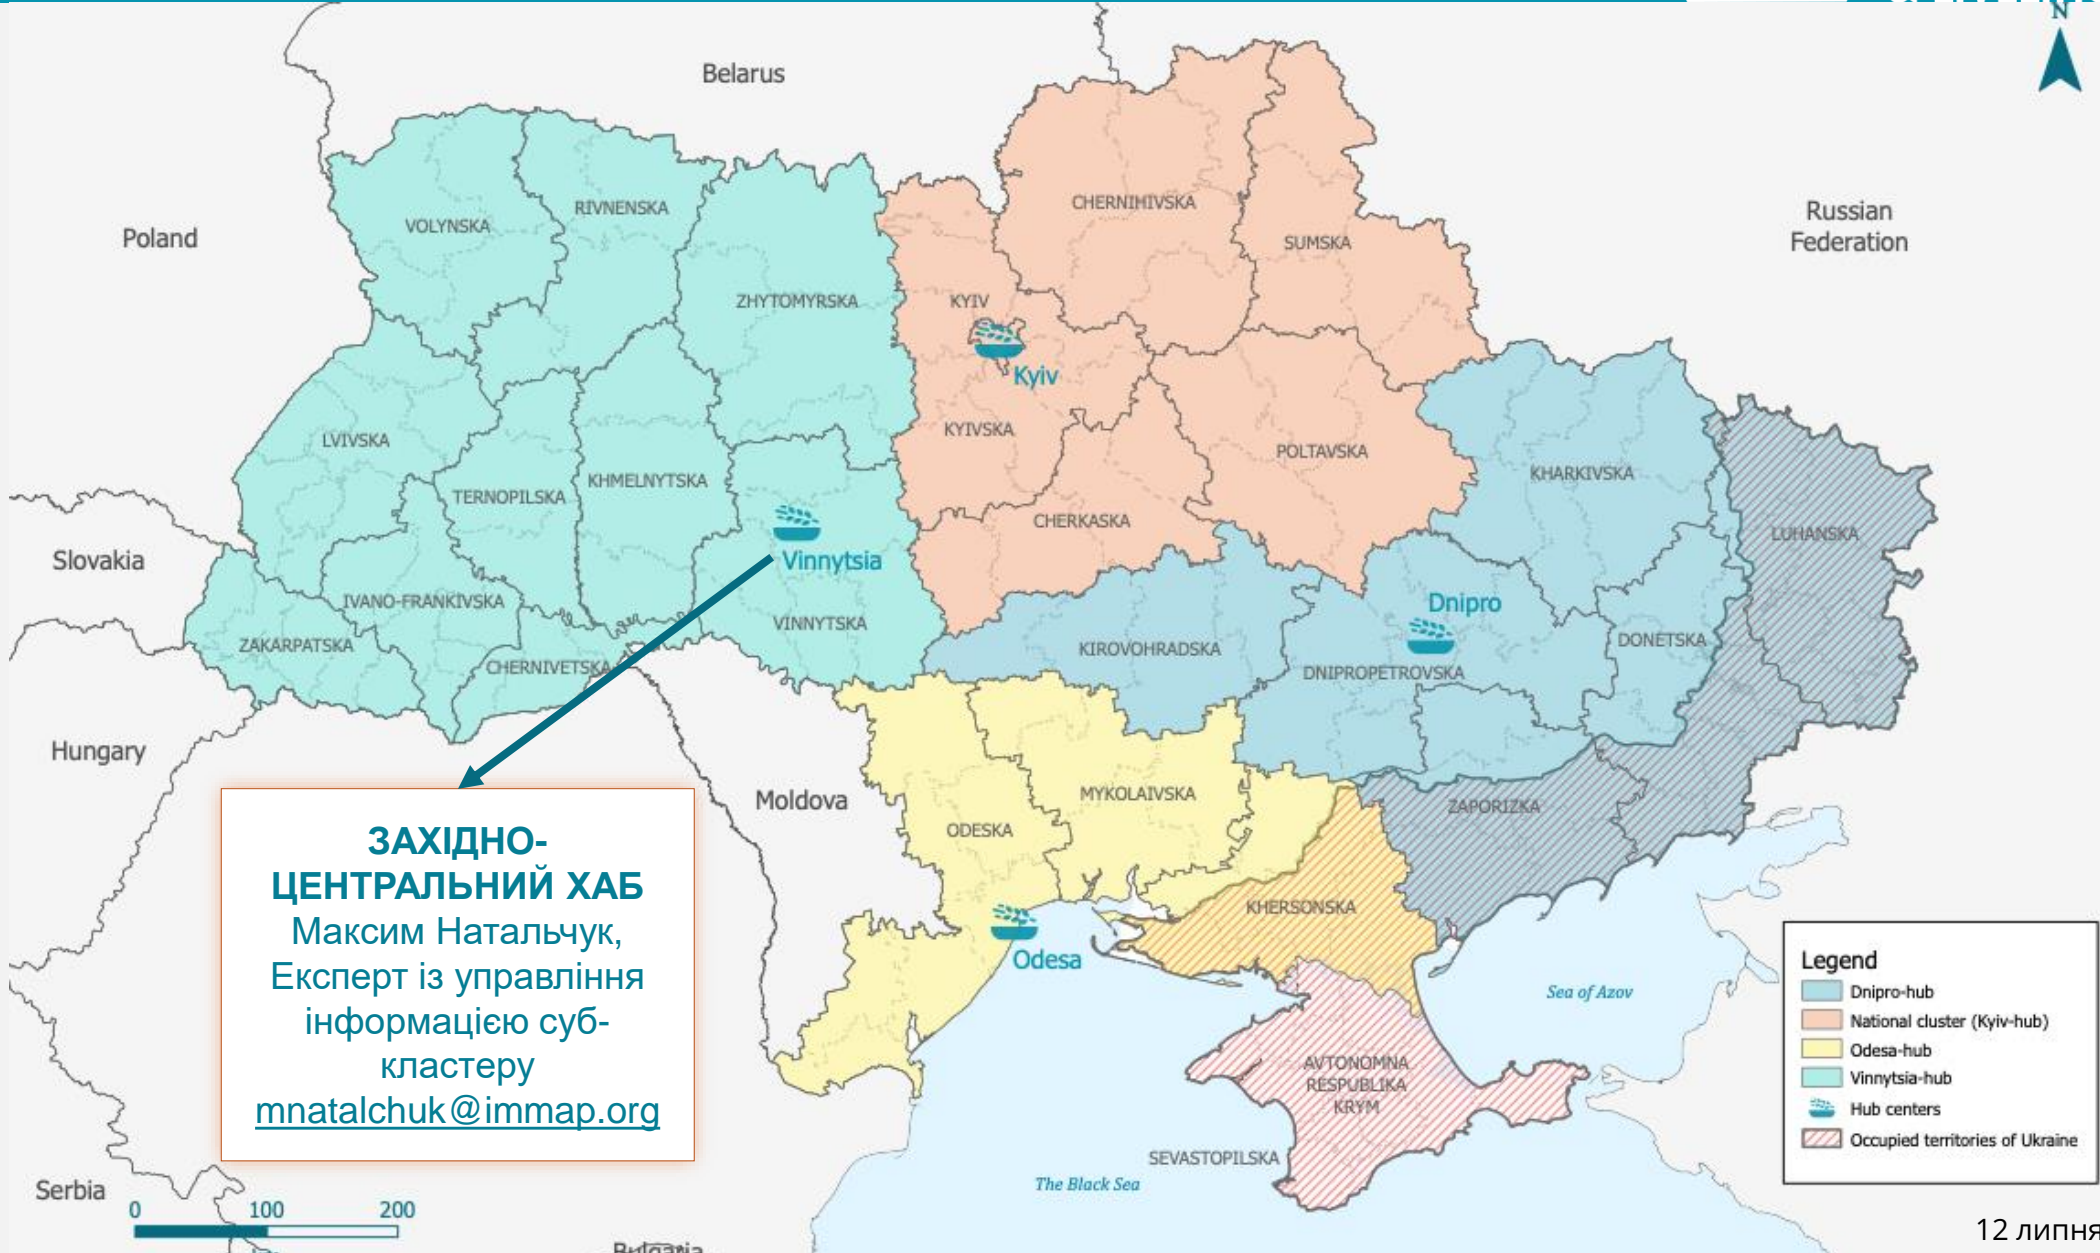 N
Belarus
Poland
Russian
Federation
VOLYNSKA
RIVNENSKA
CHERNIHIVSKA
SUMSKA
ZHYTOMYRSKA
KYIV
Kyiv
LVIVSKA
KYIVSKA
POLTAVSKA
KHARKIVSKA
TERNOPILSKA
KHMELNYTSKA
CHERKASKA
LUHANSKA
Slovakia
Vinnytsia
IVANO-FRANKIVSKA
Dnipro
VINNYTSKA
ZAKARPATSKA
CHERNIVETSKA
KIROVOHRADSKA
DONETSKA
DNIPROPETROVSKA
Hungary
Moldova
MYKOLAIVSKA
ZAPORIZKA
ODESKA
KHERSONSKA
Odesa
ЗАХІДНО-
ЦЕНТРАЛЬНИЙ ХАБ
Максим Натальчук,
Експерт із управління
інформацією суб-
кластеру
mnatalchuk@immap.org
Sea of Azov
AVTONOMNA
RESPUBLIKA
KRYM
SEVASTOPILSKA
The Black Sea
Legend
Dnipro-hub
National cluster (Kyiv-hub)
Odesa-hub
Vinnytsia-hub
Hub centers
Occupied territories of Ukraine
Serbia
0 100 200
Bulgaria
12 липня